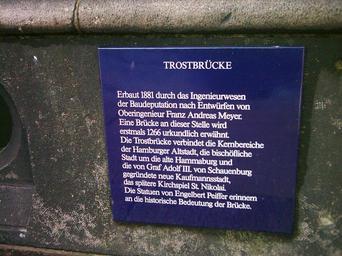 TROSTBRÜCKE
Erbaut 1881 durch das Ingenieurwesen
der Baudeputation nach Entwürfen von
Oberingenieur Franz Andreas Meyer.
Eine Brücke an dieser Stelle wird
erstmals 1266 urkundlich erwähnt.
Die Trostbrücke verbindet die Kernbereiche
der Hamburger Altstadt, die bischöfliche
Stadt um die alte Hammaburg und
die von Graf Adolf III. von Schauenburg
gegründete neue Kaufmannsstadt,
das spätere Kirchspiel St. Nikolai.
Die Statuen von Engelbert Peiffer erinnern
an die historische Bedeutung der Brücke.